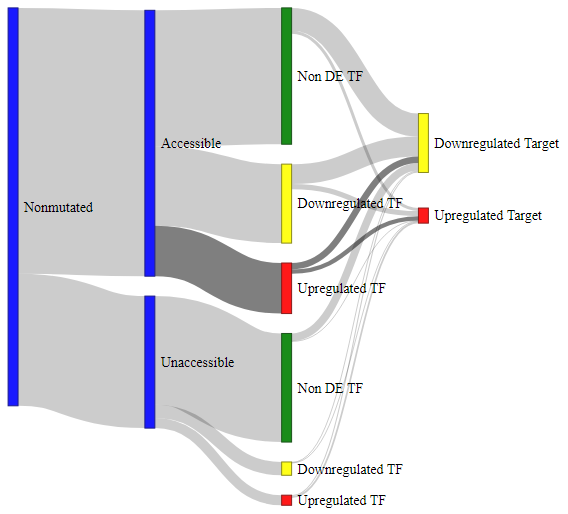 Nonmutated
Accessible
Unaccessible
Non DE TF
Downregulated TF
Upregulated TF
Non DE TF
Downregulated TF
Upregulated TF
Downregulated Target
Upregulated Target